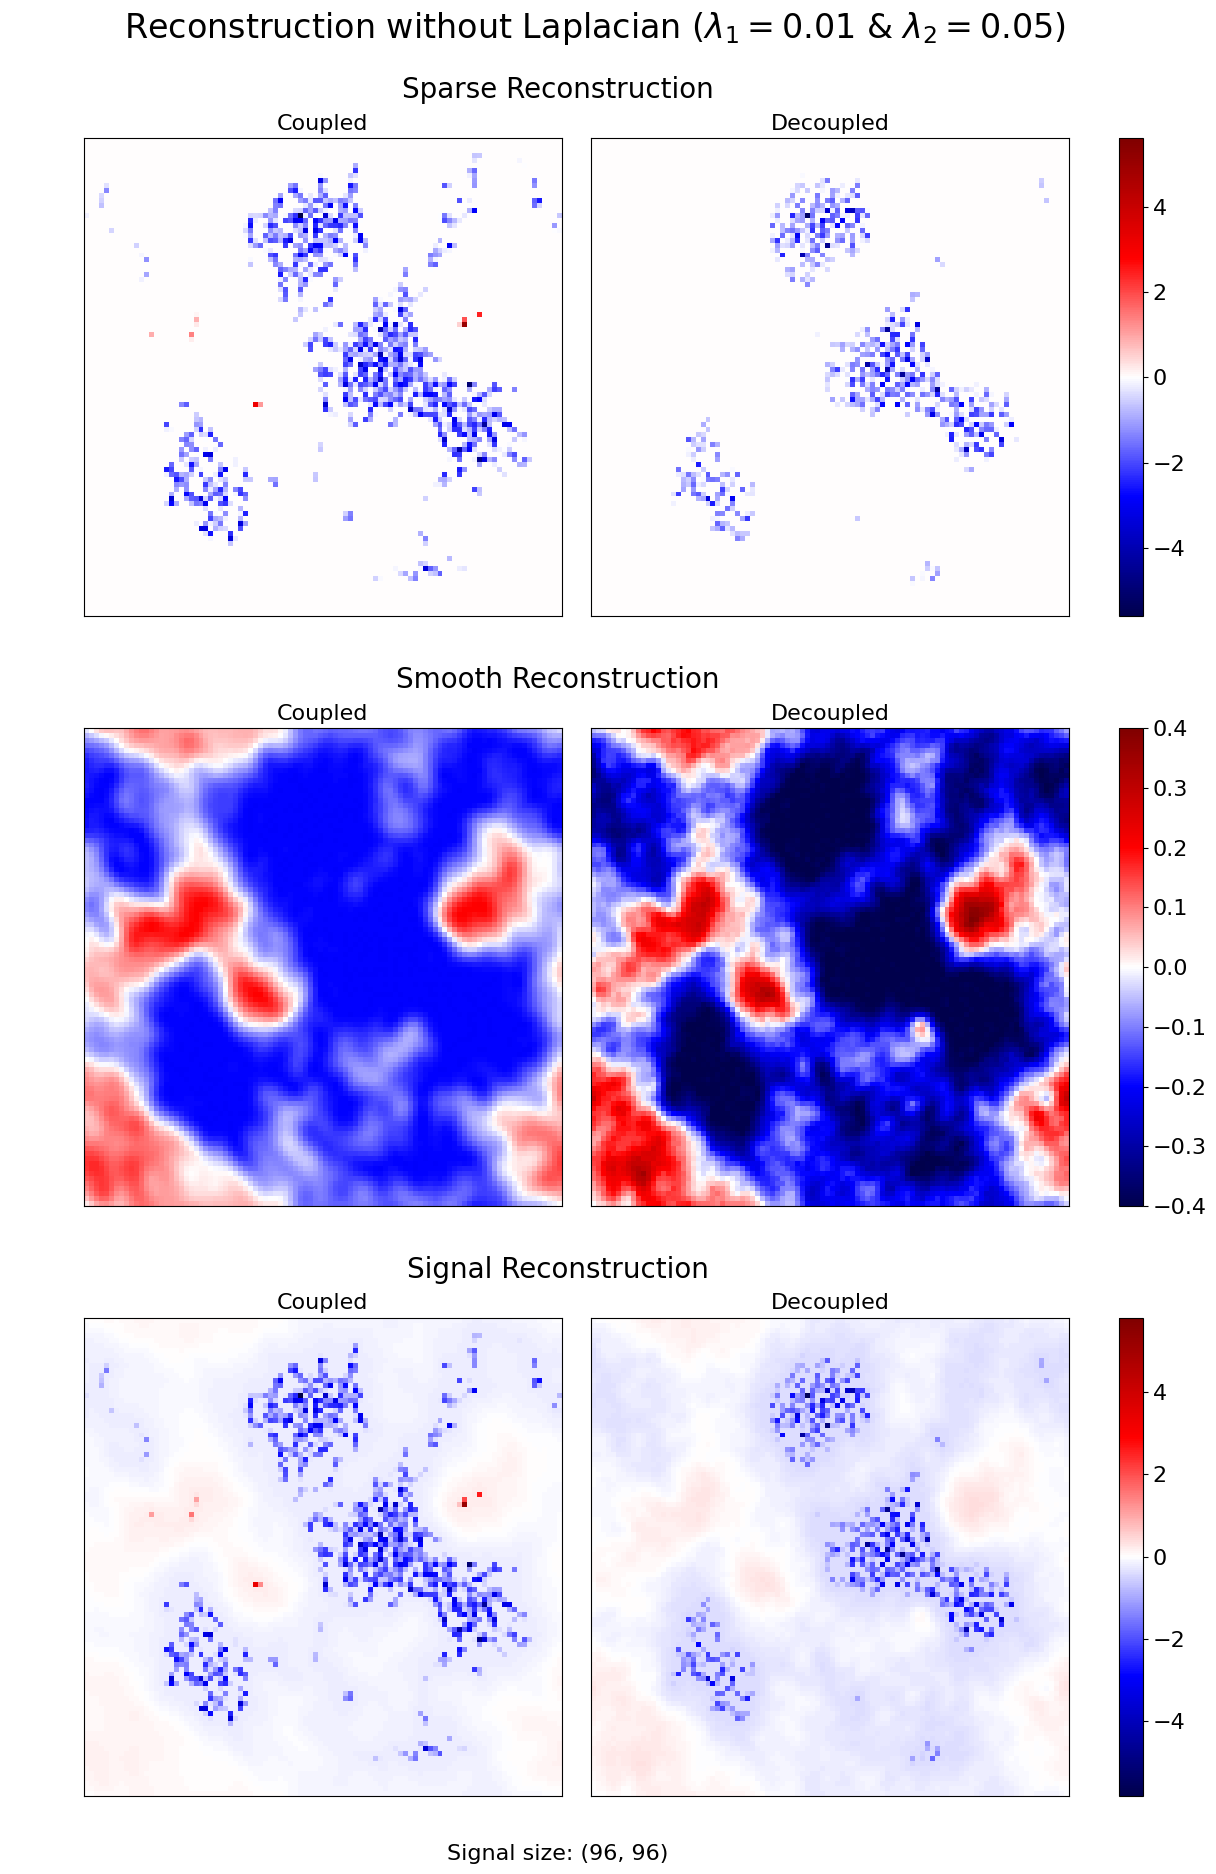 Reconstruction without Laplacian (λ₁ = 0.01 & λ₂ = 0.05)
Sparse Reconstruction
Coupled
Decoupled
4
2
0
−2
−4
Smooth Reconstruction
Coupled
Decoupled
0.4
0.3
0.2
0.1
0.0
−0.1
−0.2
−0.3
−0.4
Signal Reconstruction
Coupled
Decoupled
4
2
0
−2
−4
Signal size: (96, 96)